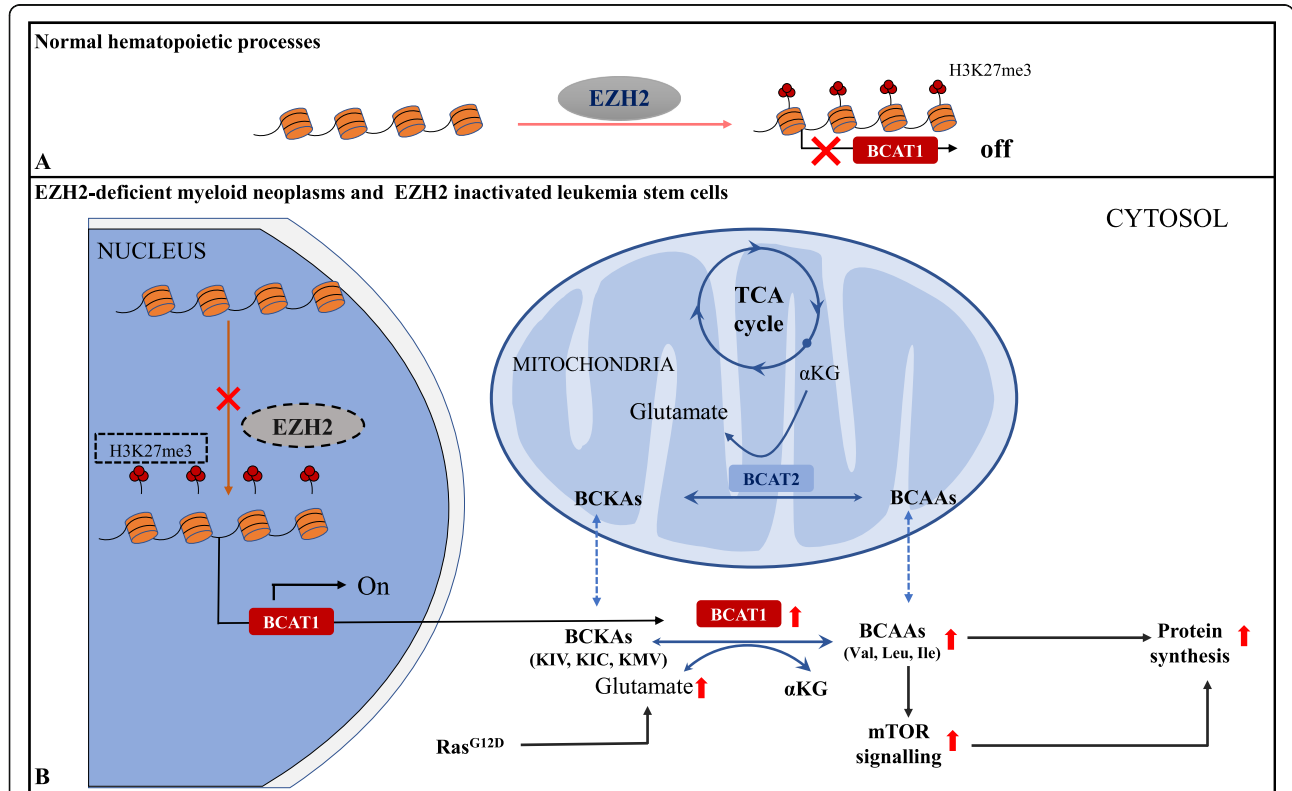 Normal hematopoietic processes
H3K27me3
EZH2
BCAT1
off
A
EZH2-deficient myeloid neoplasms and EZH2 inactivated leukemia stem cells
CYTOSOL
NUCLEUS
TCA
cycle
MITOCHONDRIA
αKG
Glutamate
EZH2
H3K27me3
BCAT2
BCKAs
BCAAs
On
BCAT1
BCAT1
BCKAs
(KIV, KIC, KMV)
Glutamate
αKG
BCAAs
(Val, Leu, Ile)
Protein
synthesis
Ras^G12D
mTOR
signalling
B